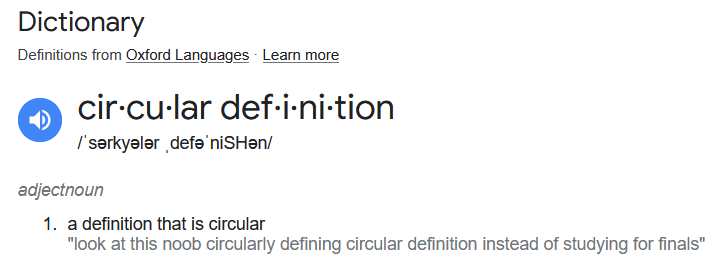 Dictionary
Definitions from Oxford Languages · Learn more
cir·cu·lar def·i·ni·tion
/ˈsərkyələr ˌdefəˈniSHən/
adjectnoun
1. a definition that is circular
"look at this noob circularly defining circular definition instead of studying for finals"